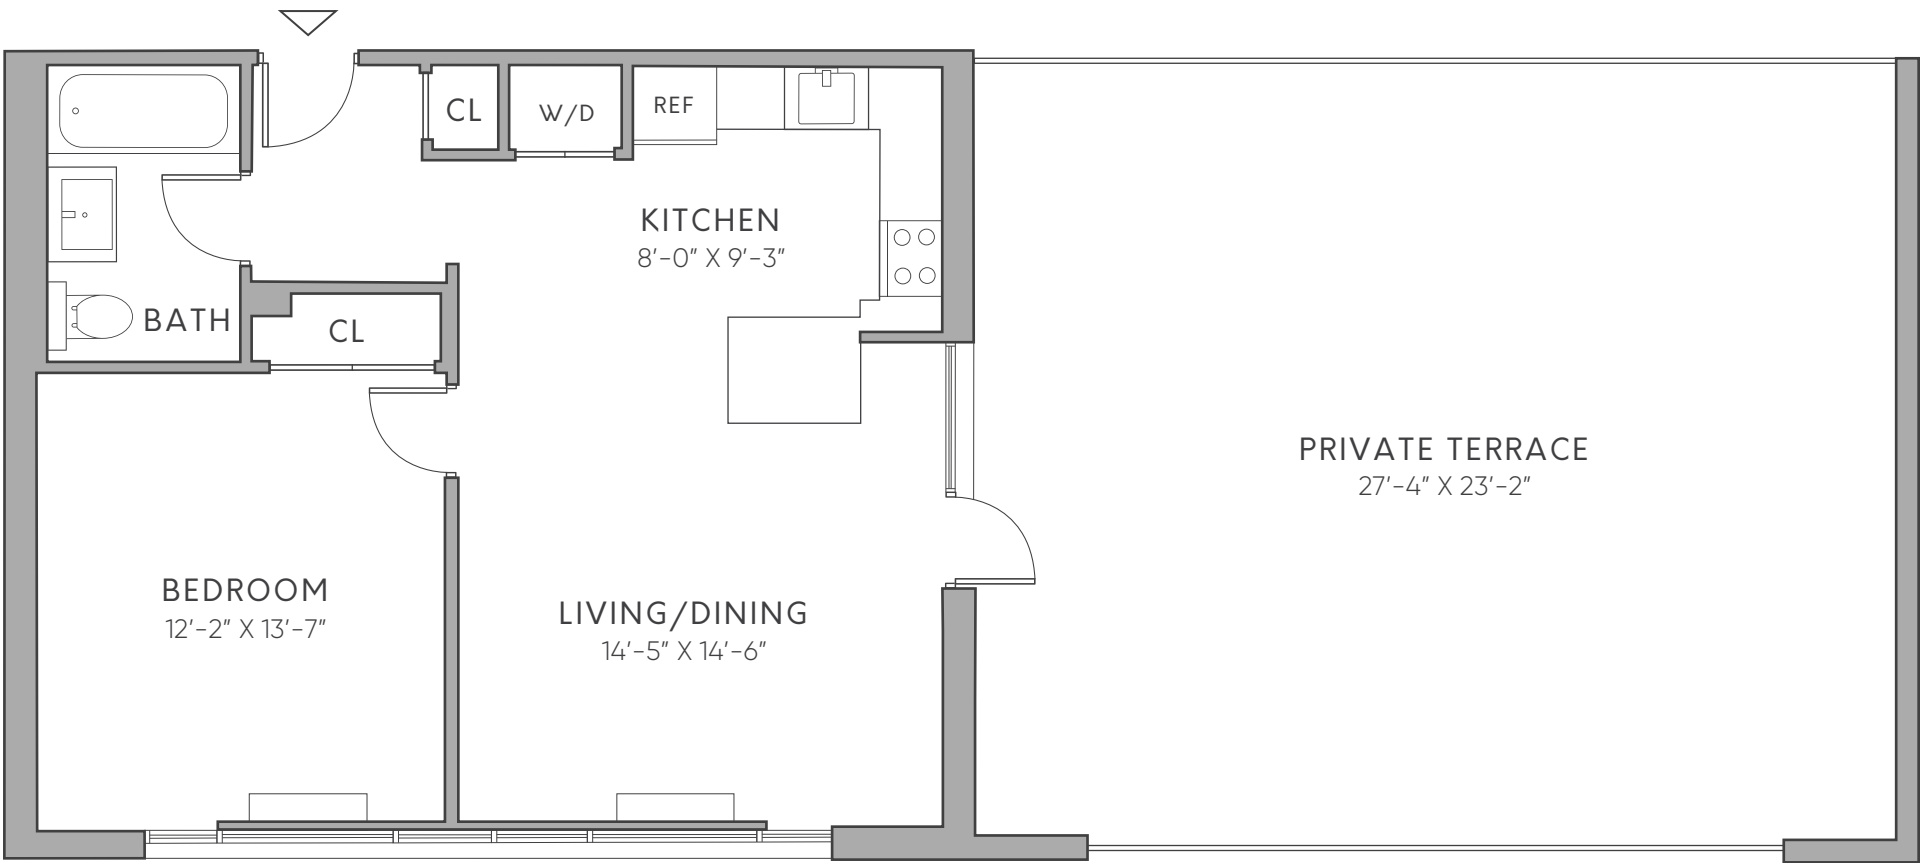 CL
W/D
REF
KITCHEN
8'-0" X 9'-3"
BATH
CL
PRIVATE TERRACE
27'-4" X 23'-2"
BEDROOM
12'-2" X 13'-7"
LIVING/DINING
14'-5" X 14'-6"